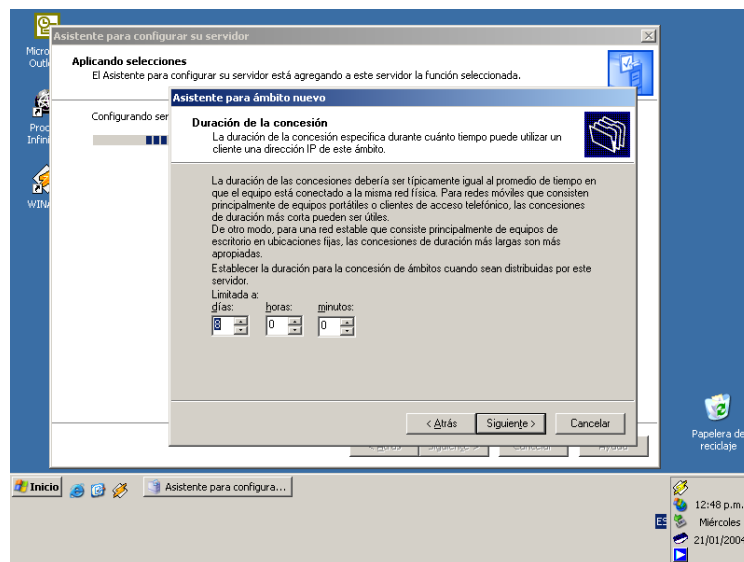 Micro
Outl
Proc
Infini
WINA
Asistente para configurar su servidor
Aplicando selecciones
El Asistente para configurar su servidor está agregando a este servidor la función seleccionada.
Configurando ser
Asistente para ámbito nuevo
Duración de la concesión
La duración de la concesión especifica durante cuánto tiempo puede utilizar un
cliente una dirección IP de este ámbito.
La duración de las concesiones debería ser típicamente igual al promedio de tiempo en
que el equipo está conectado a la misma red física. Para redes móviles que consisten
principalmente de equipos portátiles o clientes de acceso telefónico, las concesiones
de duración más corta pueden ser útiles.
De otro modo, para una red estable que consiste principalmente de equipos de
escritorio en ubicaciones fijas, las concesiones de duración más largas son más
apropiadas.
Establecer la duración para la concesión de ámbitos cuando sean distribuidas por este
servidor.
Limitada a:
días: horas: minutos:
8 0 0
< Atrás Siguiente > Cancelar
Papelera de
reciclaje
Inicio
Asistente para configura...
ES
12:48 p.m.
Miércoles
21/01/2004